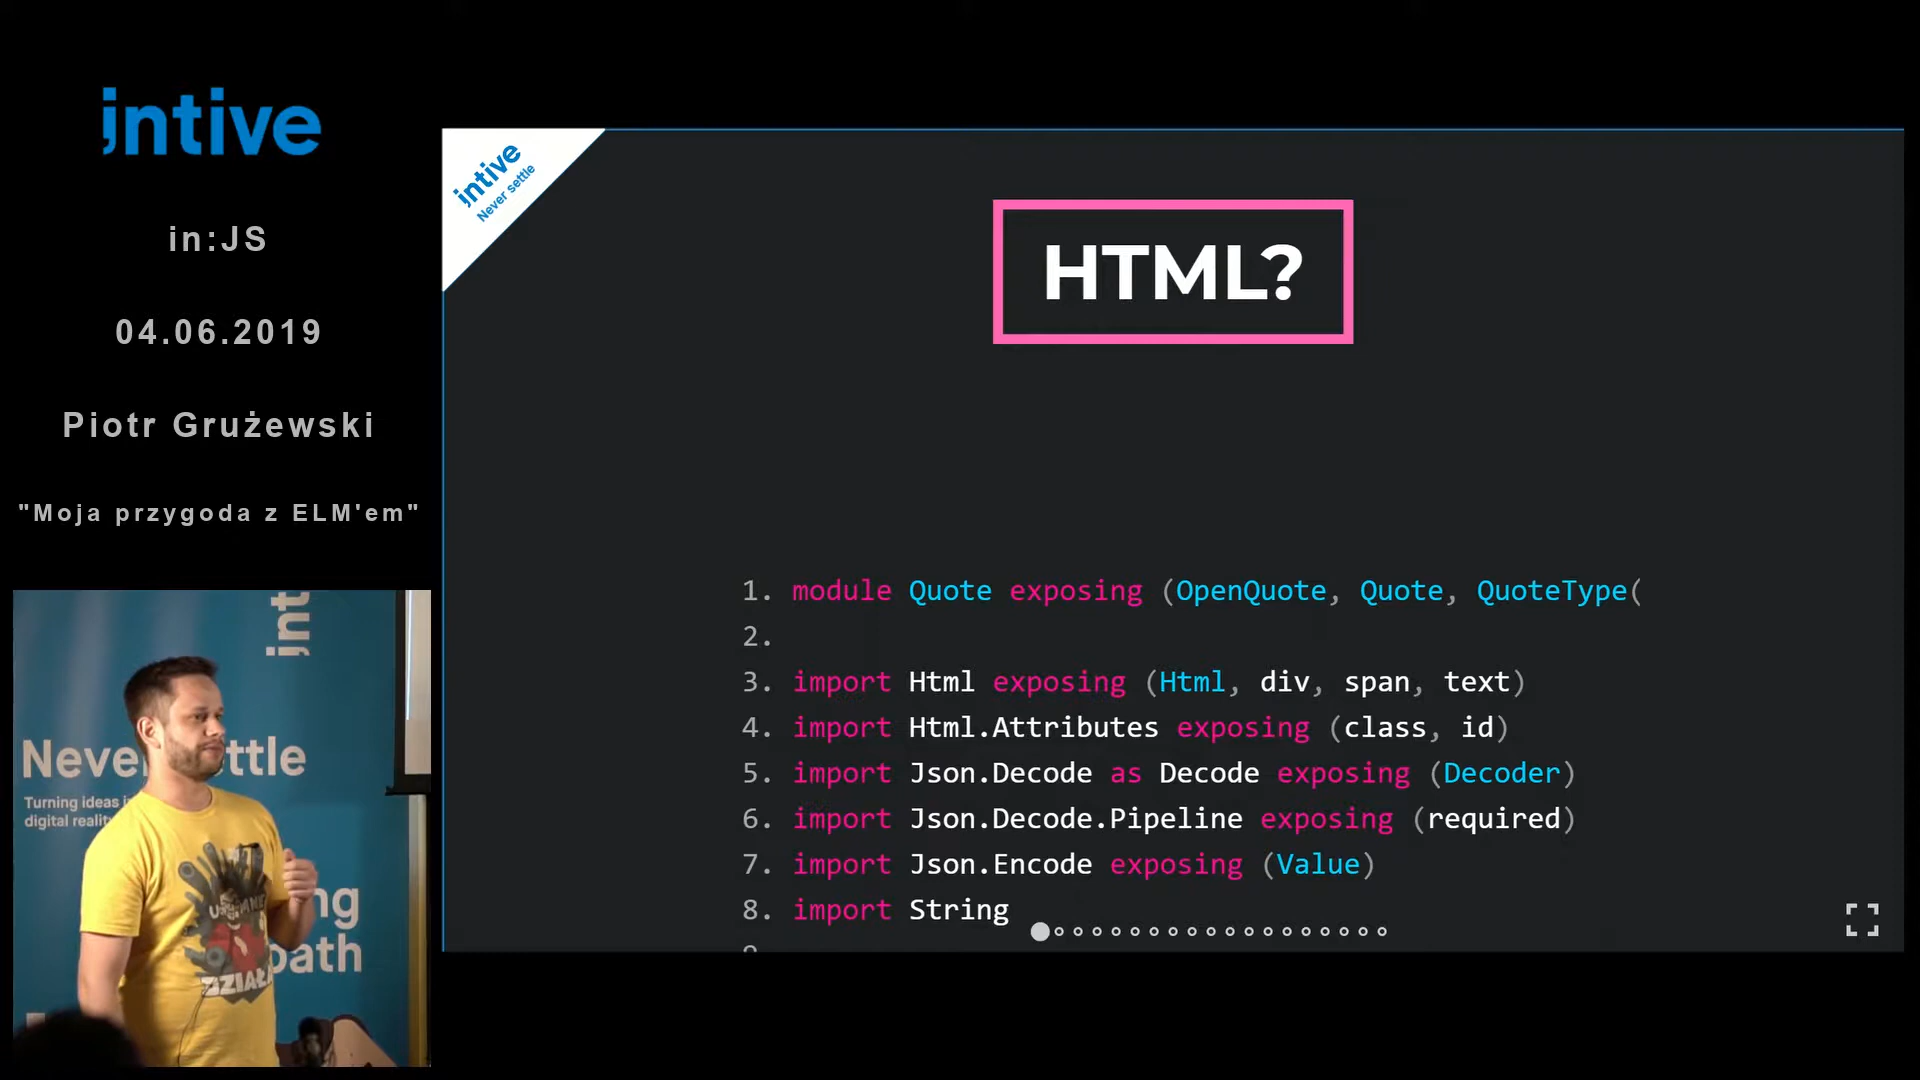 intive
in:JS
04.06.2019
Piotr Grużewski
"Moja przygoda z ELM'em"
intive
Never settle
HTML?
1. module Quote exposing (OpenQuote, Quote, QuoteType(
2.
3. import Html exposing (Html, div, span, text)
4. import Html.Attributes exposing (class, id)
5. import Json.Decode as Decode exposing (Decoder)
6. import Json.Decode.Pipeline exposing (required)
7. import Json.Encode exposing (Value)
8. import String
int
Never ttle
Turning ideas
digital realit
ng
path
DZIAŁA